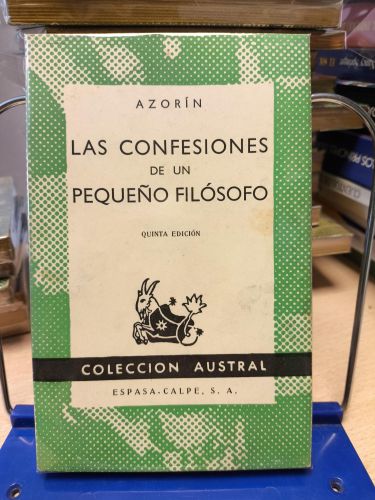 AZORÍN
LAS CONFESIONES
DE UN
PEQUEÑO FILÓSOFO
QUINTA EDICIÓN
COLECCION AUSTRAL
ESPASA-CALPE, S. A.